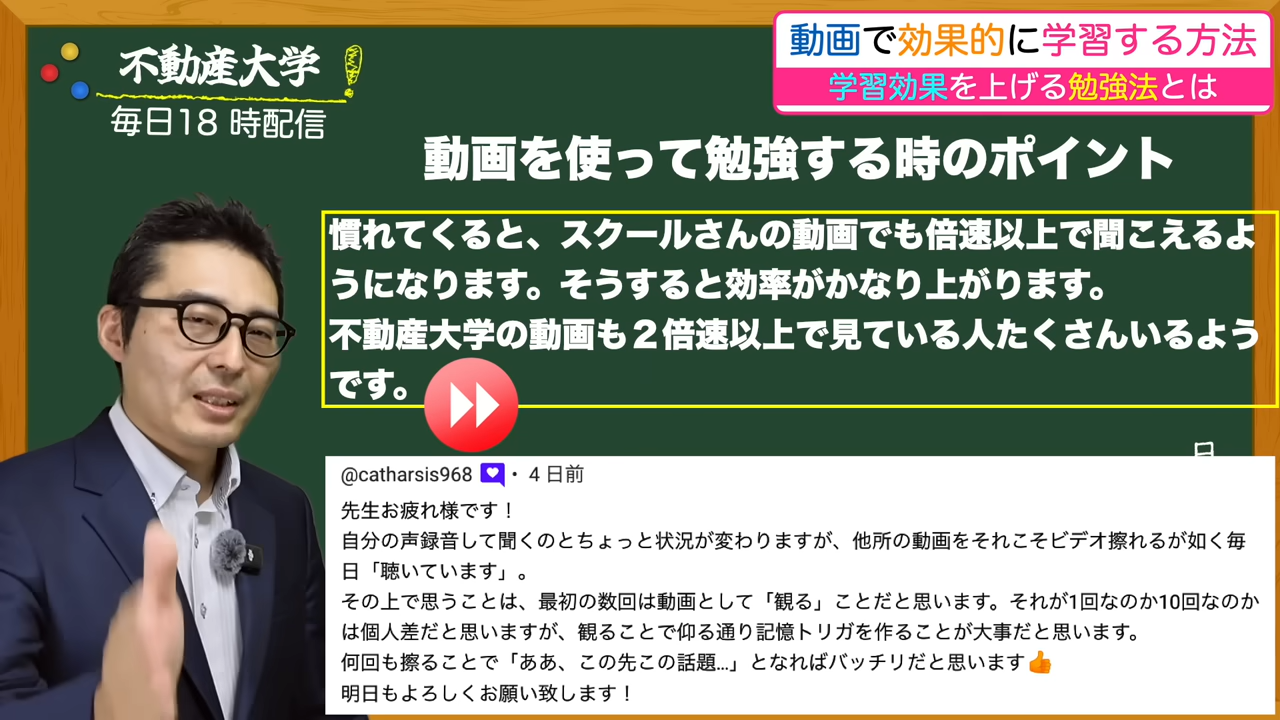 不動産大学!
毎日18時配信
動画で効果的に学習する方法
学習効果を上げる勉強法とは
動画を使って勉強する時のポイント
慣れてくると、スクールさんの動画でも倍速以上で聞こえるよ
うになります。そうすると効率がかなり上がります。
不動産大学の動画も２倍速以上で見ている人たくさんいるよう
です。
@catharsis968 ・ 4 日前
先生お疲れ様です！
自分の声録音して聞くのとちょっと状況が変わりますが、他所の動画をそれこそビデオ擦れるが如く毎
日「聴いています」。
その上で思うことは、最初の数回は動画として「観る」ことだと思います。それが1回なのか10回なのか
は個人差だと思いますが、観ることで仰る通り記憶トリガを作ることが大事だと思います。
何回も擦ることで「ああ、この先この話題...」となればバッチリだと思います👍
明日もよろしくお願い致します！